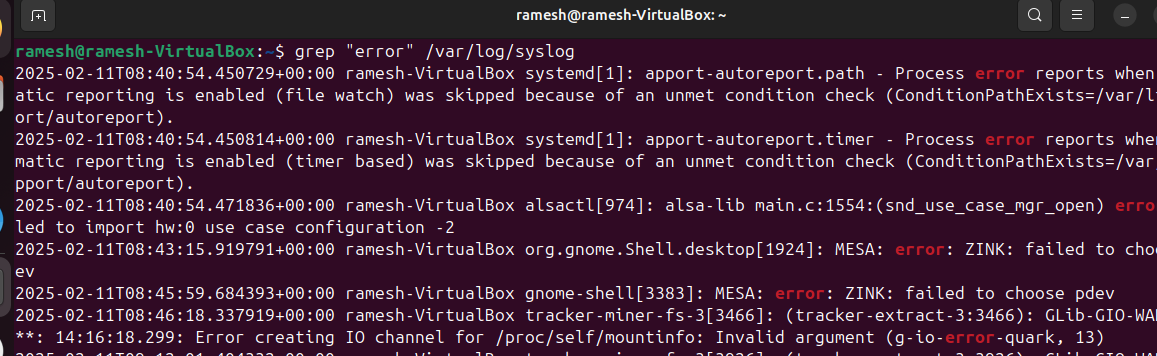 ramesh@ramesh-VirtualBox: ~
ramesh@ramesh-VirtualBox:~$ grep "error" /var/log/syslog
2025-02-11T08:40:54.450729+00:00 ramesh-VirtualBox systemd[1]: apport-autoreport.path - Process error reports when
atic reporting is enabled (file watch) was skipped because of an unmet condition check (ConditionPathExists=/var/l
ort/autoreport).
2025-02-11T08:40:54.450814+00:00 ramesh-VirtualBox systemd[1]: apport-autoreport.timer - Process error reports whe
matic reporting is enabled (timer based) was skipped because of an unmet condition check (ConditionPathExists=/var
pport/autoreport).
2025-02-11T08:40:54.471836+00:00 ramesh-VirtualBox alsactl[974]: alsa-lib main.c:1554:(snd_use_case_mgr_open) erro
led to import hw:0 use case configuration -2
2025-02-11T08:43:15.919791+00:00 ramesh-VirtualBox org.gnome.Shell.desktop[1924]: MESA: error: ZINK: failed to cho
ev
2025-02-11T08:45:59.684393+00:00 ramesh-VirtualBox gnome-shell[3383]: MESA: error: ZINK: failed to choose pdev
2025-02-11T08:46:18.337919+00:00 ramesh-VirtualBox tracker-miner-fs-3[3466]: (tracker-extract-3:3466): GLib-GIO-WA
**: 14:16:18.299: Error creating IO channel for /proc/self/mountinfo: Invalid argument (g-io-error-quark, 13)